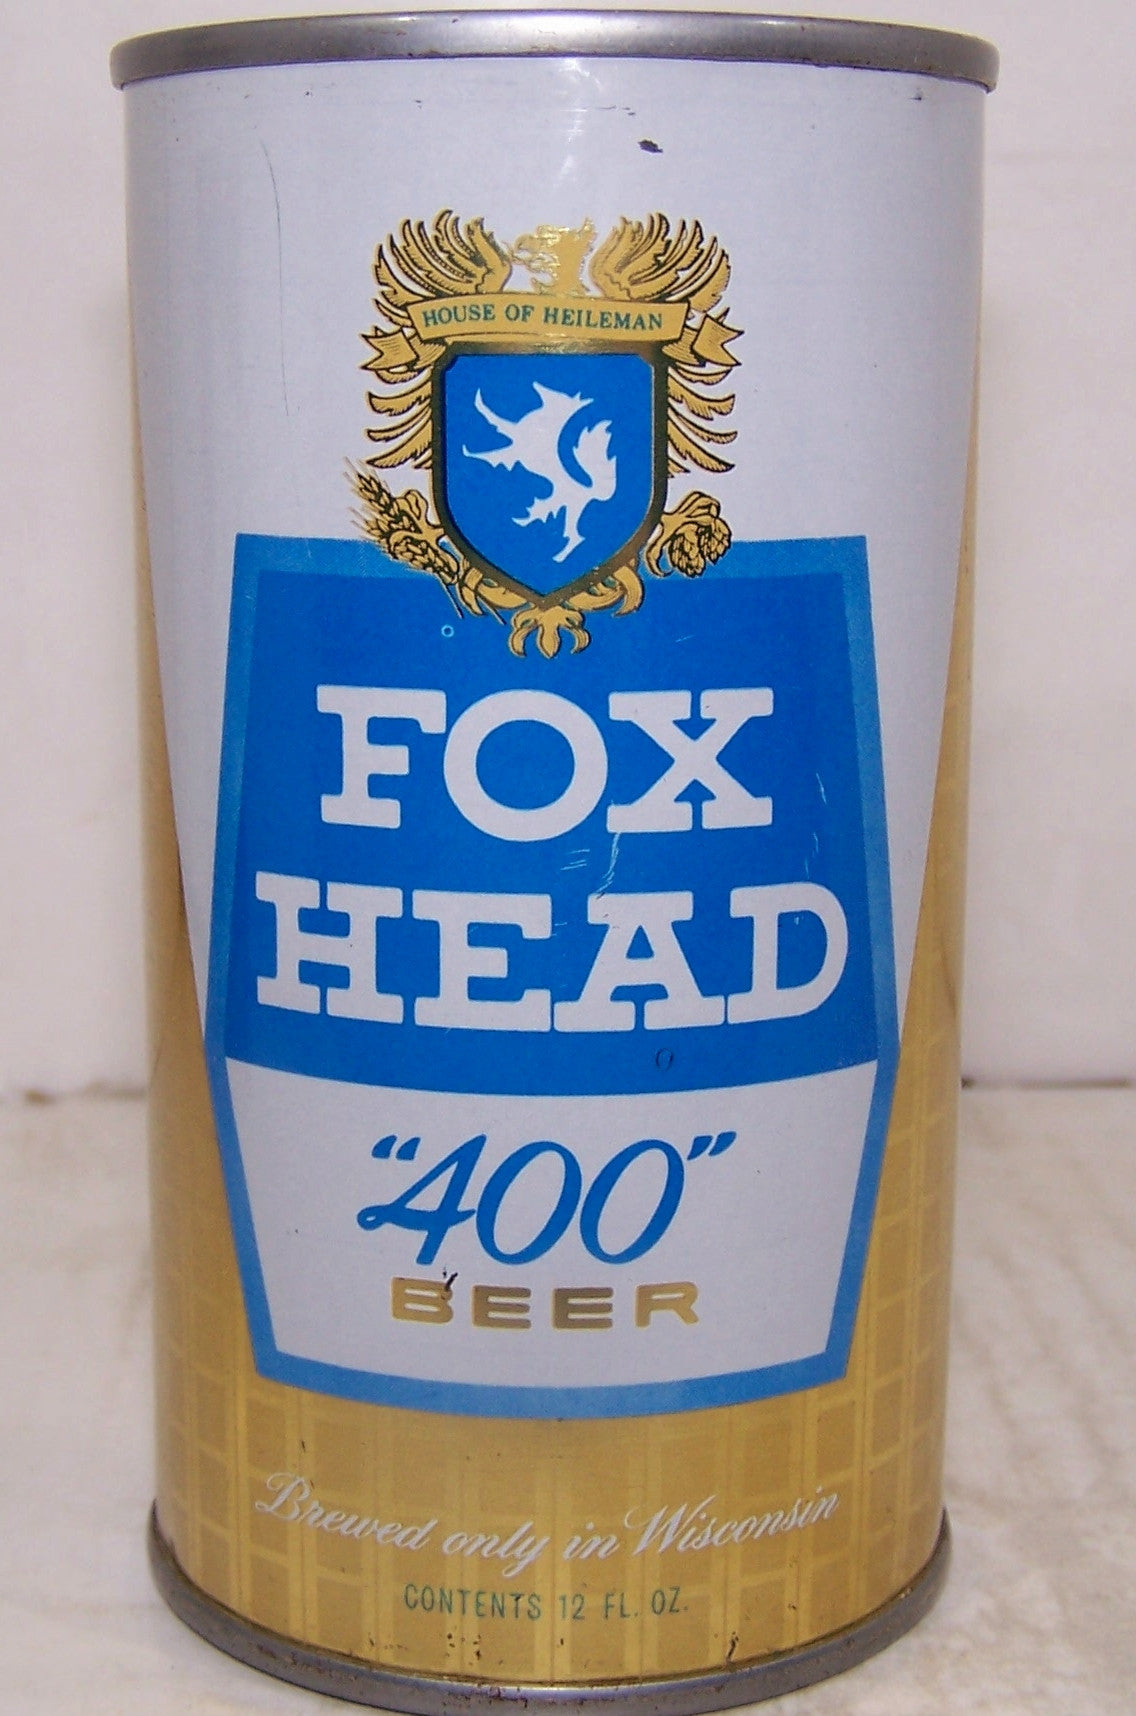 HOUSE OF HEILEMAN
FOX
HEAD
"400"
BEER
Brewed only in Wisconsin
CONTENTS 12 FL. OZ.